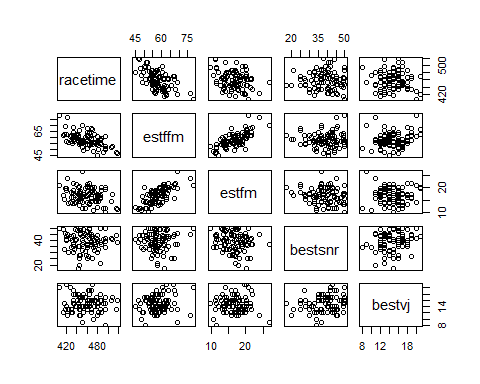 45 60 75 20 35 50
racetime 420 500
45 65 estffm
estfm 10 20
20 40 bestsnr
bestvj 8 14
420 480 10 20 8 12 18